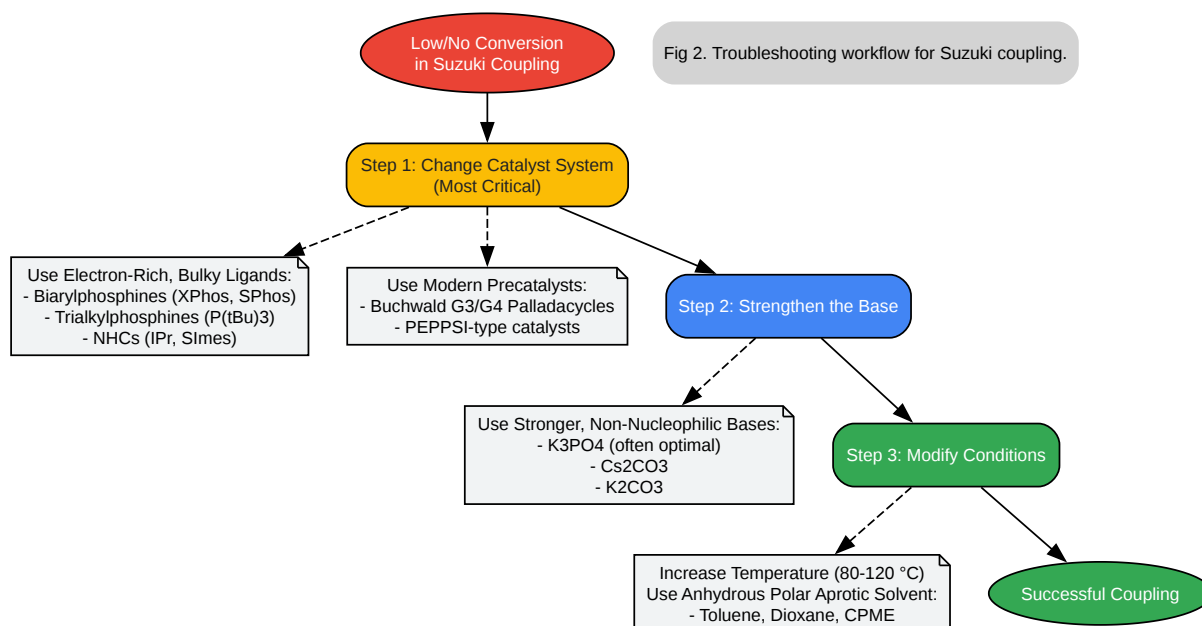 Low/No Conversion
in Suzuki Coupling
Fig 2. Troubleshooting workflow for Suzuki coupling.
Step 1: Change Catalyst System
(Most Critical)
Use Electron-Rich, Bulky Ligands:
- Biarylphosphines (XPhos, SPhos)
- Trialkylphosphines (P(tBu)3)
- NHCs (IPr, SImes)
Use Modern Precatalysts:
- Buchwald G3/G4 Palladacycles
- PEPPSI-type catalysts
Step 2: Strengthen the Base
Use Stronger, Non-Nucleophilic Bases:
- K3PO4 (often optimal)
- Cs2CO3
- K2CO3
Step 3: Modify Conditions
Increase Temperature (80-120 °C)
Use Anhydrous Polar Aprotic Solvent:
- Toluene, Dioxane, CPME
Successful Coupling